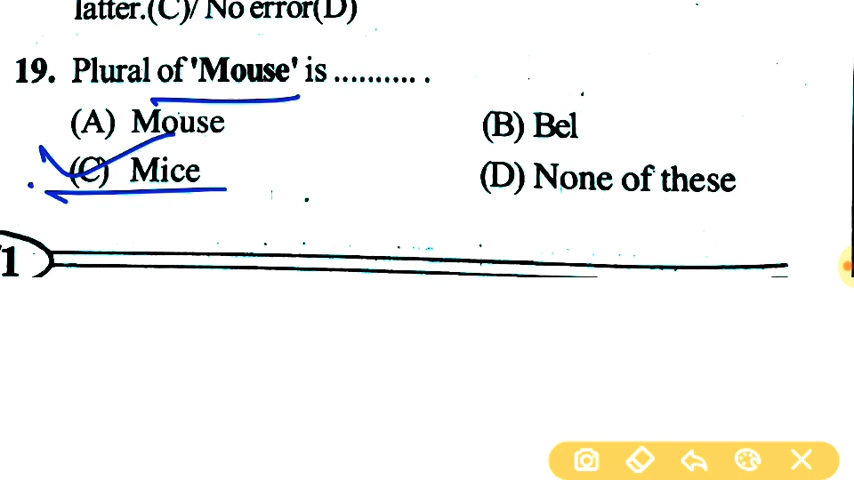 latter.(C)/ No error(D)
19. Plural of 'Mouse' is .......... .
(A) Mouse
(B) Bel
(C) Mice
(D) None of these
/1